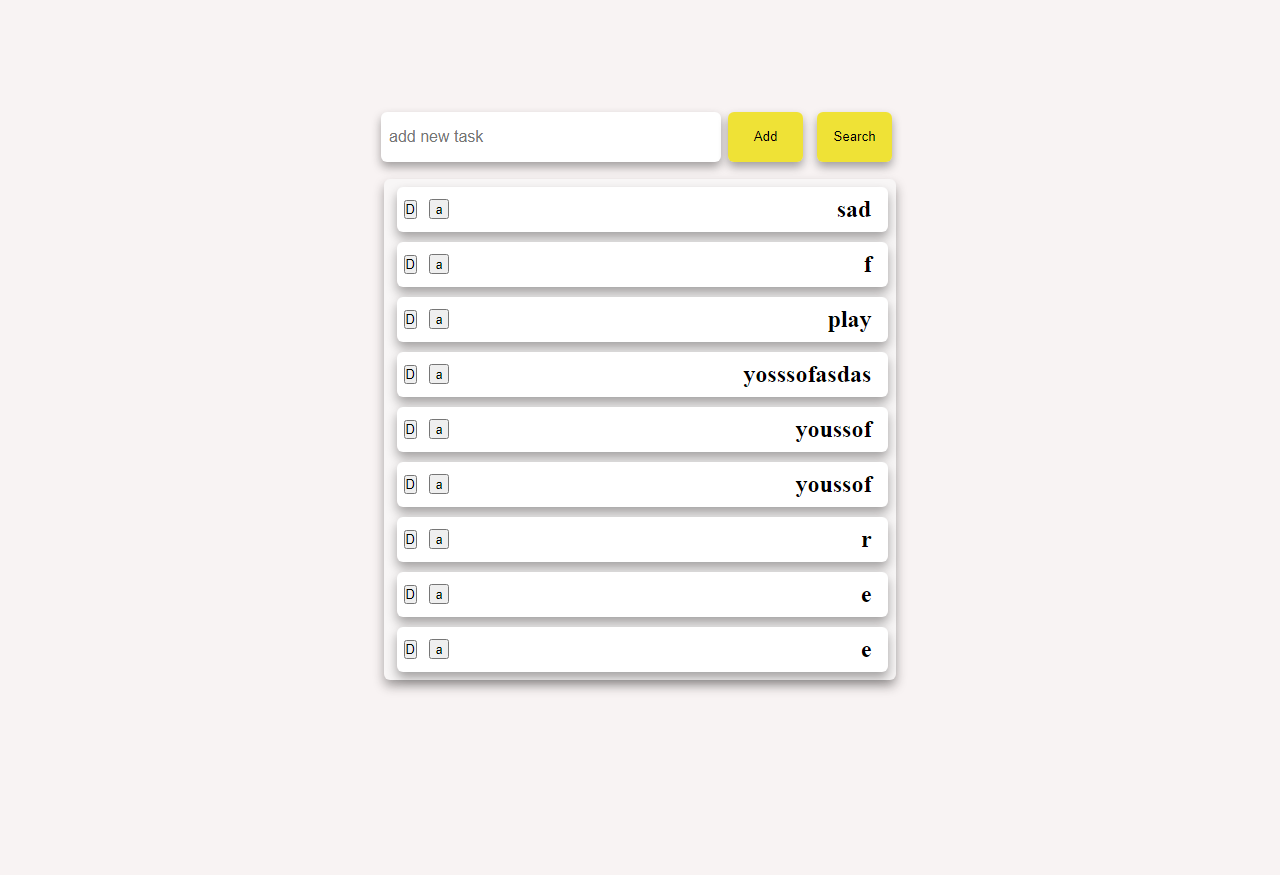 add new task Add Search
D a sad
D a f
D a play
D a yosssofasdas
D a youssof
D a youssof
D a r
D a e
D a e